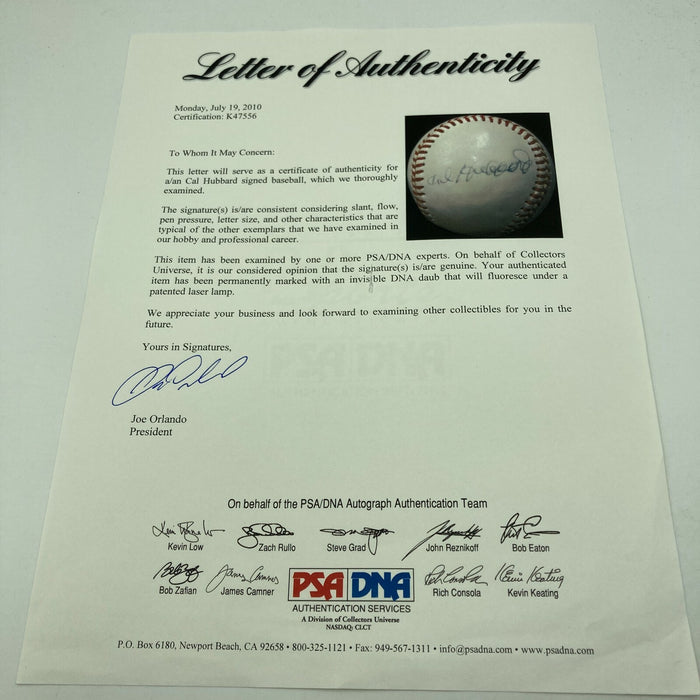 Letter of Authenticity
Monday, July 19, 2010
Certification: K47556
To Whom It May Concern:
This letter will serve as a certificate of authenticity for
a/an Cal Hubbard signed baseball, which we thoroughly
examined.
The signature(s) is/are consistent considering slant, flow,
pen pressure, letter size, and other characteristics that are
typical of the other exemplars that we have examined in
our hobby and professional career.
This item has been examined by one or more PSA/DNA experts. On behalf of Collectors
Universe, it is our considered opinion that the signature(s) is/are genuine. Your authenticated
item has been permanently marked with an invisible DNA daub that will fluoresce under a
patented laser lamp.
We appreciate your business and look forward to examining other collectibles for you in the
future.
Yours in Signatures,
Joe Orlando
President
On behalf of the PSA/DNA Autograph Authentication Team
Kevin Low Zach Rullo Steve Grad John Reznikoff Bob Eaton
James Camner Rich Consola Kevin Keating
Bob Zafian James Camner Rich Consola Kevin Keating
PSA DNA
AUTHENTICATION SERVICES
A Division of Collectors Universe
NASDAQ: CLCT
P.O. Box 6180, Newport Beach, CA 92658 • 800-325-1121 • Fax: 949-567-1311 • info@psadna.com • www.psadna.com